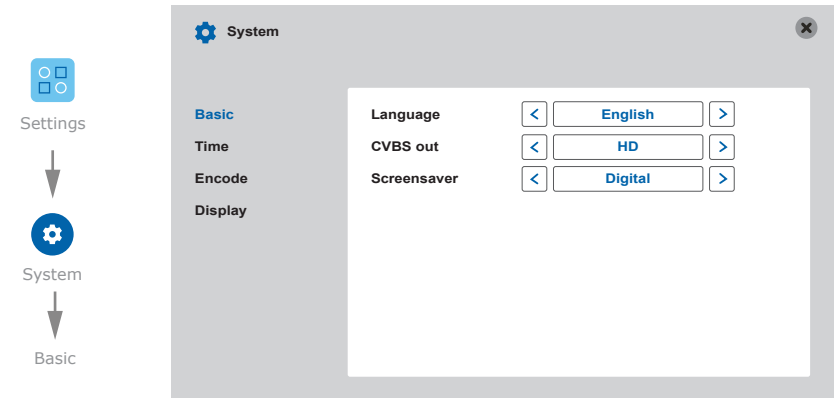 Settings
System
Basic
System
Basic
Time
Encode
Display
Language < English >
CVBS out < HD >
Screensaver < Digital >